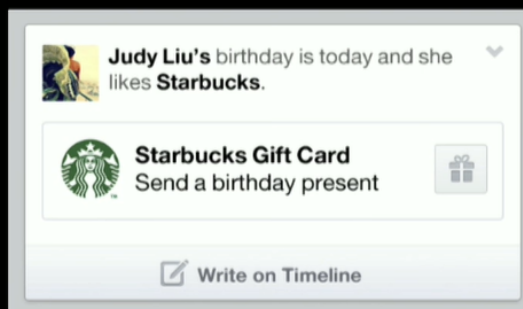 Judy Liu's birthday is today and she
likes Starbucks.
Starbucks Gift Card
Send a birthday present
Write on Timeline